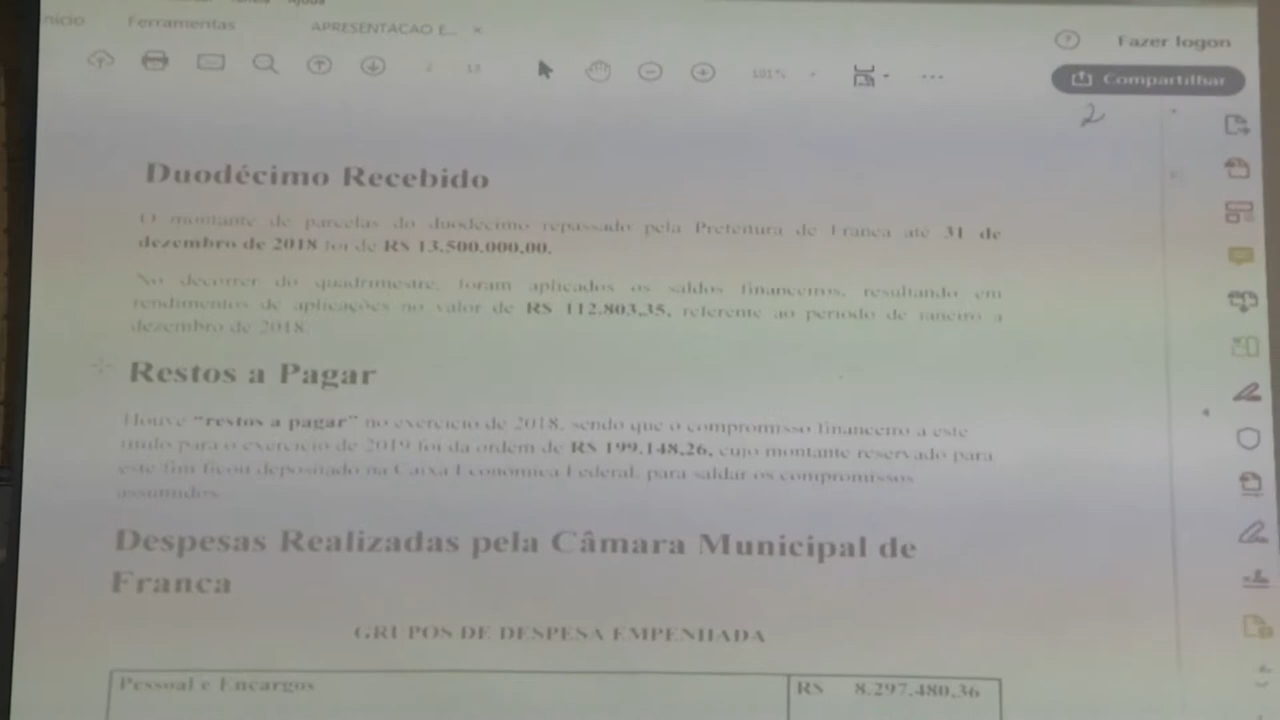 Início Ferramentas APRESENTACAO E... ×
Fazer logon
2 13 101%
Compartilhar
2
Duodécimo Recebido
O montante de parcelas do duodécimo repassado pela Prefeitura de Franca até 31 de
dezembro de 2018 foi de R$ 13.500.000,00.
No decorrer do quadrimestre, foram aplicados os saldos financeiros, resultando em
rendimentos de aplicações no valor de R$ 112.803,35, referente ao período de janeiro a
dezembro de 2018.
Restos a Pagar
Houve "restos a pagar" no exercício de 2018, sendo que o compromisso financeiro a este
título para o exercício de 2019 foi da ordem de R$ 199.148,26, cujo montante reservado para
este fim ficou depositado na Caixa Econômica Federal, para saldar os compromissos
assumidos.
Despesas Realizadas pela Câmara Municipal de
Franca
GRUPOS DE DESPESA EMPENHADA
Pessoal e Encargos R$ 8.297.480,36